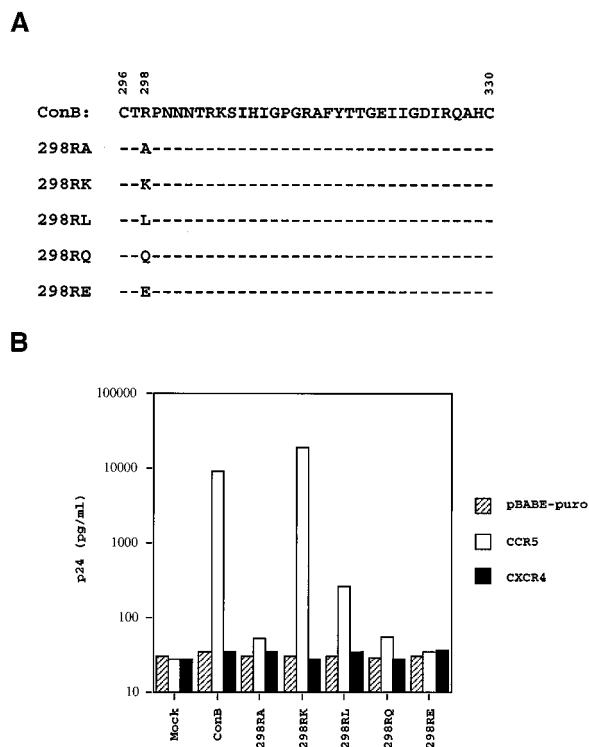 A
296 298 330
ConB: CTRPNNNTRKSIHIGPGRAFYTTGEIIGDIRQAHC
298RA --A--------------------------------
298RK --K--------------------------------
298RL --L--------------------------------
298RQ --Q--------------------------------
298RE --E--------------------------------
B
100000
10000
1000
100
10
p24 (pg/ml)
pBABE-puro
CCR5
CXCR4
Mock
ConB
298RA
298RK
298RL
298RQ
298RE